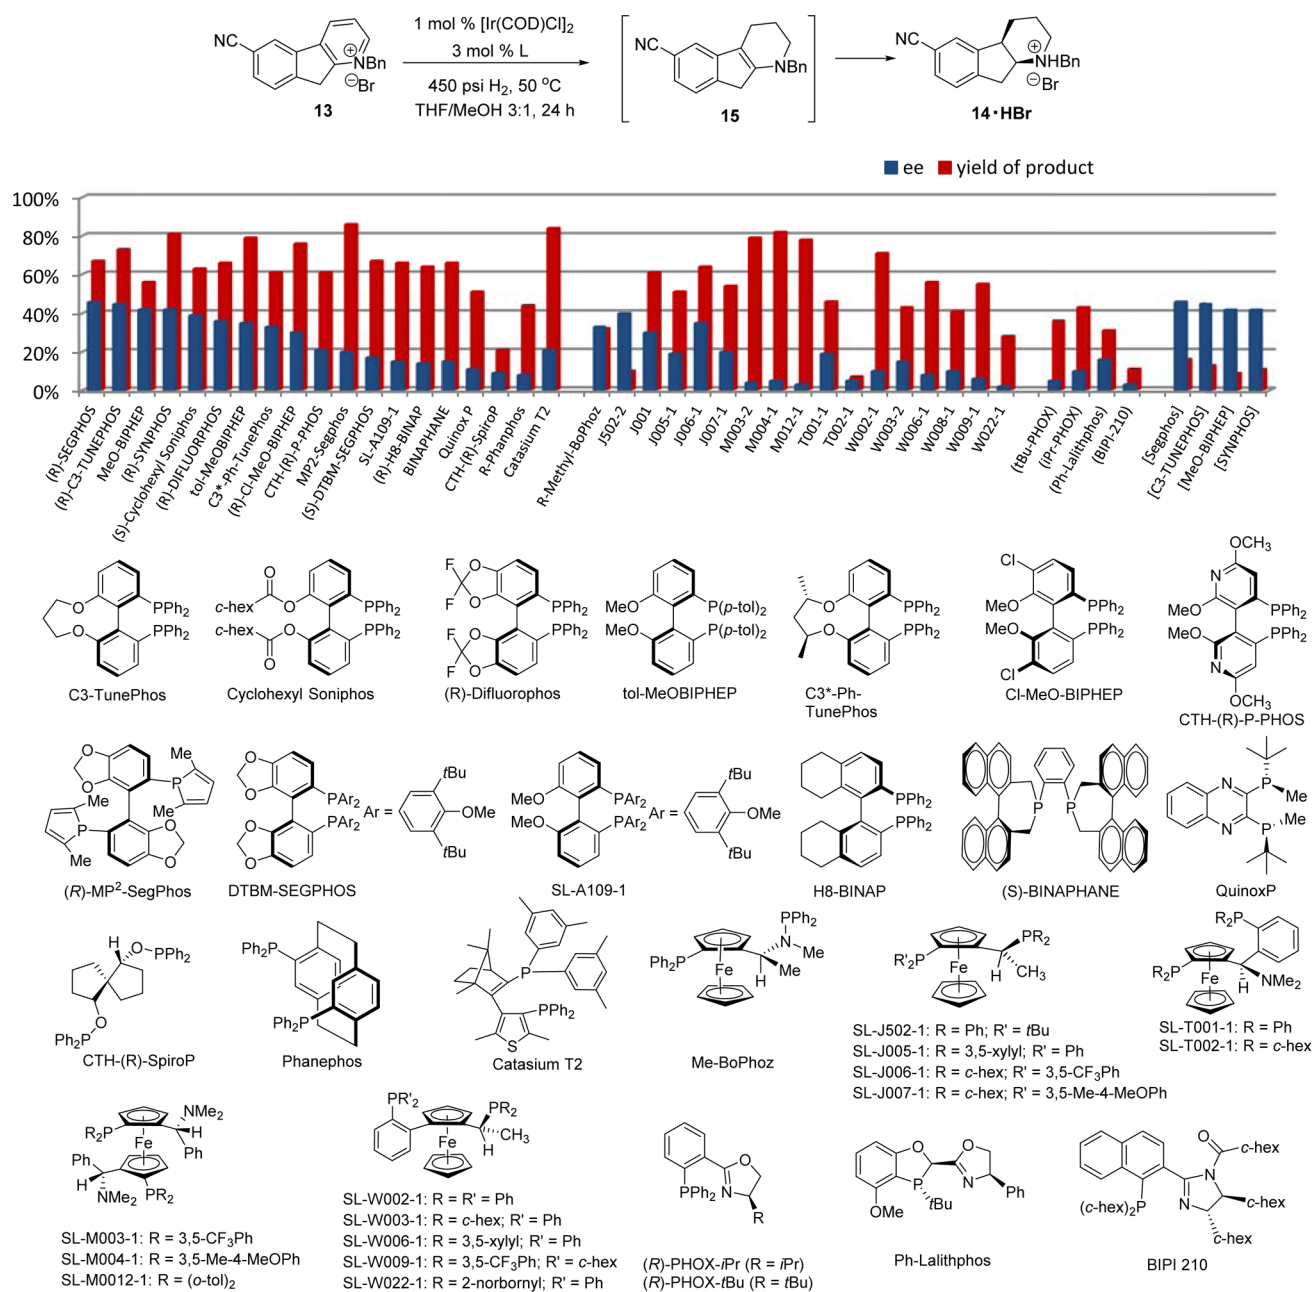 1 mol % [Ir(COD)Cl]2
3 mol % L
450 psi H2, 50 °C
THF/MeOH 3:1, 24 h
NC
N
+
Bn
−Br
13
NC
NBn
15
NC
+
NHBn
−Br
14·HBr
ee yield of product
100%
80%
60%
40%
20%
0%
(R)-SEGPHOS
(R)-C3-TUNEPHOS
MeO-BIPHEP
(R)-SYNPHOS
(S)-Cyclohexyl Soniphos
(R)-DIFLUORPHOS
tol-MeOBIPHEP
C3*-Ph-TunePhos
(R)-Cl-MeO-BIPHEP
CTH-(R)-P-PHOS
MP2-Segphos
(S)-DTBM-SEGPHOS
SL-A109-1
(R)-H8-BINAP
BINAPHANE
Quinox P
CTH-(R)-SpiroP
R-Phanphos
Catasium T2
R-Methyl-BoPhoz
J502-2
J001
J005-1
J006-1
J007-1
M003-2
M004-1
M012-1
T001-1
T002-1
W002-1
W003-2
W006-1
W008-1
W009-1
W022-1
(tBu-PHOX)
(iPr-PHOX)
(Ph-Lalithphos)
(BIPI-210)
[Segphos]
[C3-TUNEPHOS]
[MeO-BIPHEP]
[SYNPHOS]
O
O
PPh2
PPh2
C3-TunePhos
O
c-hex
O
c-hex
O
O
PPh2
PPh2
Cyclohexyl Soniphos
F
F
O
O
F
F
O
O
PPh2
PPh2
(R)-Difluorophos
MeO
MeO
P(p-tol)2
P(p-tol)2
tol-MeOBIPHEP
O
O
PPh2
PPh2
C3*-Ph-
TunePhos
Cl
MeO
MeO
Cl
PPh2
PPh2
Cl-MeO-BIPHEP
OCH3
N
MeO
MeO
N
OCH3
PPh2
PPh2
CTH-(R)-P-PHOS
O
O
Me
P
Me
Me
P
Me
O
O
(R)-MP2-SegPhos
O
O
O
O
PAr2
PAr2
Ar =
tBu
OMe
tBu
DTBM-SEGPHOS
MeO
MeO
PAr2
PAr2
Ar =
tBu
OMe
tBu
SL-A109-1
PPh2
PPh2
H8-BINAP
P
P
(S)-BINAPHANE
N
N
P
Me
P
Me
QuinoxP
H
O-PPh2
O
Ph2P
CTH-(R)-SpiroP
Ph2P
Ph2P
Phanephos
P
PPh2
S
Catasium T2
PPh2
N
Me
Ph2P
Fe
H
Me
Me-BoPhoz
PR2
R'2P
Fe
H
CH3
SL-J502-1: R = Ph; R' = tBu
SL-J005-1: R = 3,5-xylyl; R' = Ph
SL-J006-1: R = c-hex; R' = 3,5-CF3Ph
SL-J007-1: R = c-hex; R' = 3,5-Me-4-MeOPh
R2P
R2P
Fe
H
NMe2
SL-T001-1: R = Ph
SL-T002-1: R = c-hex
NMe2
R2P
H
Fe
Ph
Ph
H
NMe2
PR2
SL-M003-1: R = 3,5-CF3Ph
SL-M004-1: R = 3,5-Me-4-MeOPh
SL-M0012-1: R = (o-tol)2
PR'2
PR2
Fe
CH3
H
SL-W002-1: R = R' = Ph
SL-W003-1: R = c-hex; R' = Ph
SL-W006-1: R = 3,5-xylyl; R' = Ph
SL-W009-1: R = 3,5-CF3Ph; R' = c-hex
SL-W022-1: R = 2-norbornyl; R' = Ph
O
N
PPh2
R
(R)-PHOX-iPr (R = iPr)
(R)-PHOX-tBu (R = tBu)
O
O
P
N
tBu
Ph
OMe
Ph-Lalithphos
O
c-hex
N
N
(c-hex)2P
c-hex
c-hex
BIPI 210